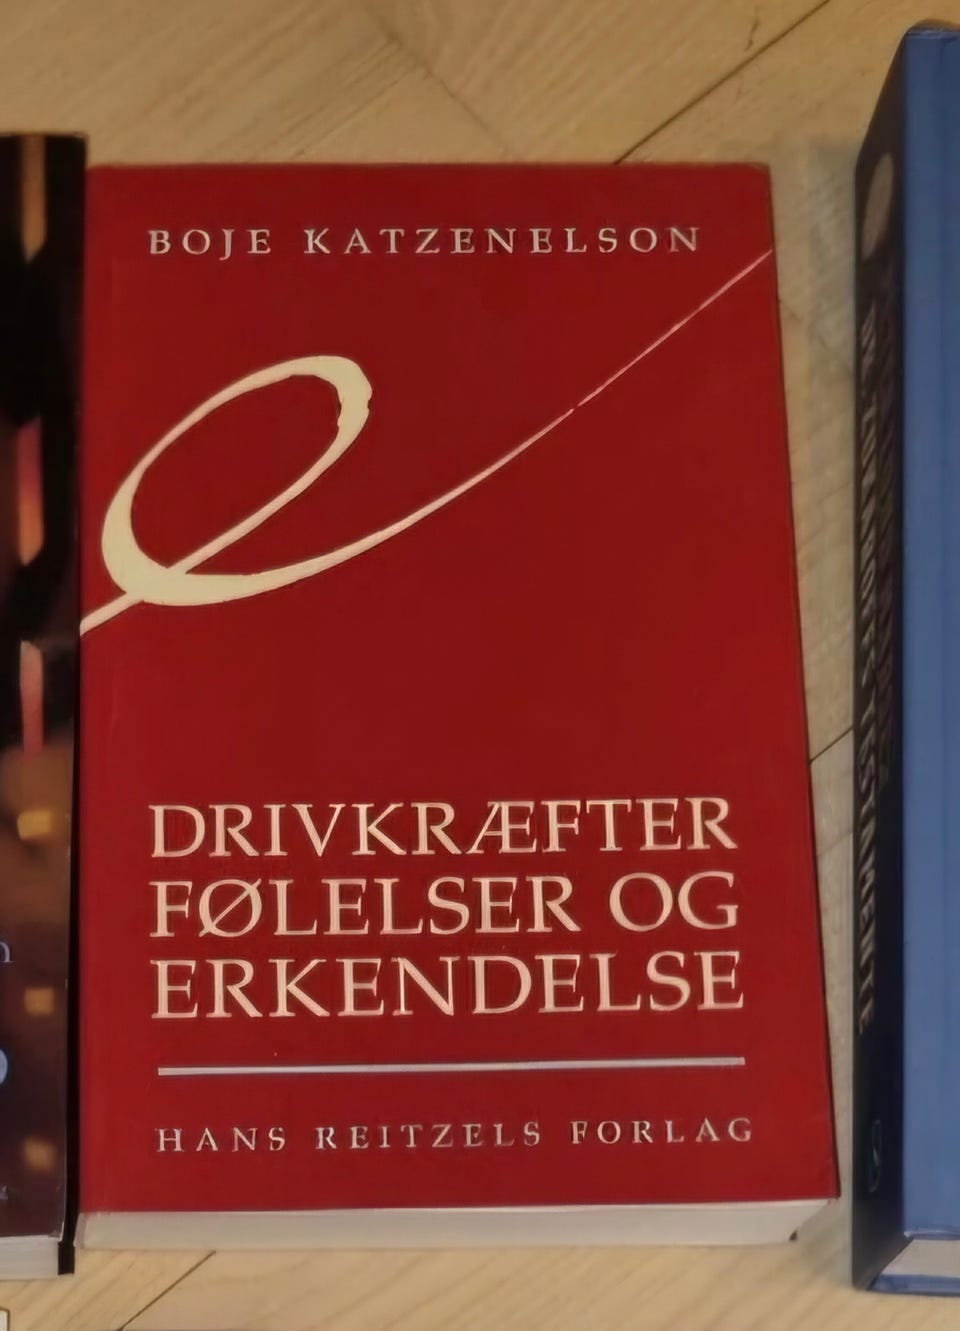 BOJE KATZENELSON
DRIVKRÆFTER
FØLELSER OG
ERKENDELSE
HANS REITZELS FORLAG